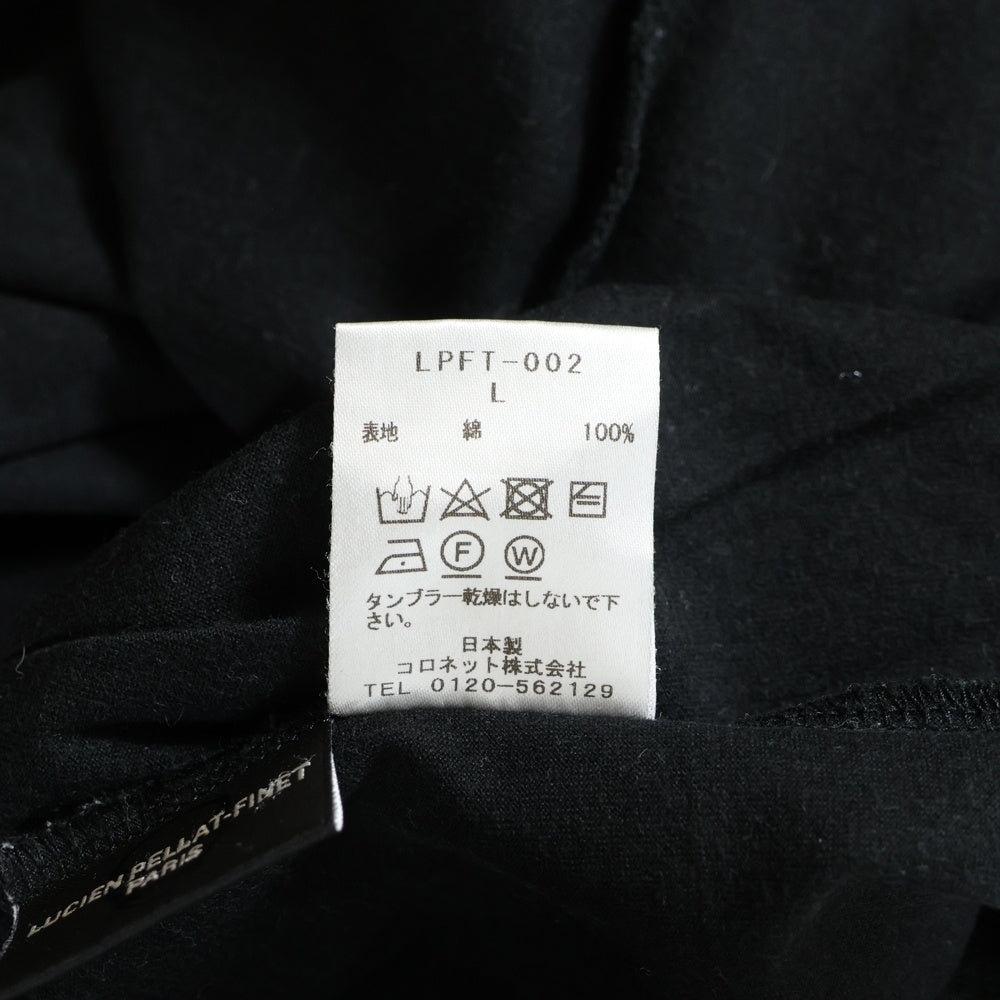 LPFT-002
L
表地 綿 100%
F W
タンブラー乾燥はしないで下
さい。
日本製
コロネット株式会社
TEL 0120-562129
LUCIEN PELLAT-FINET
PARIS